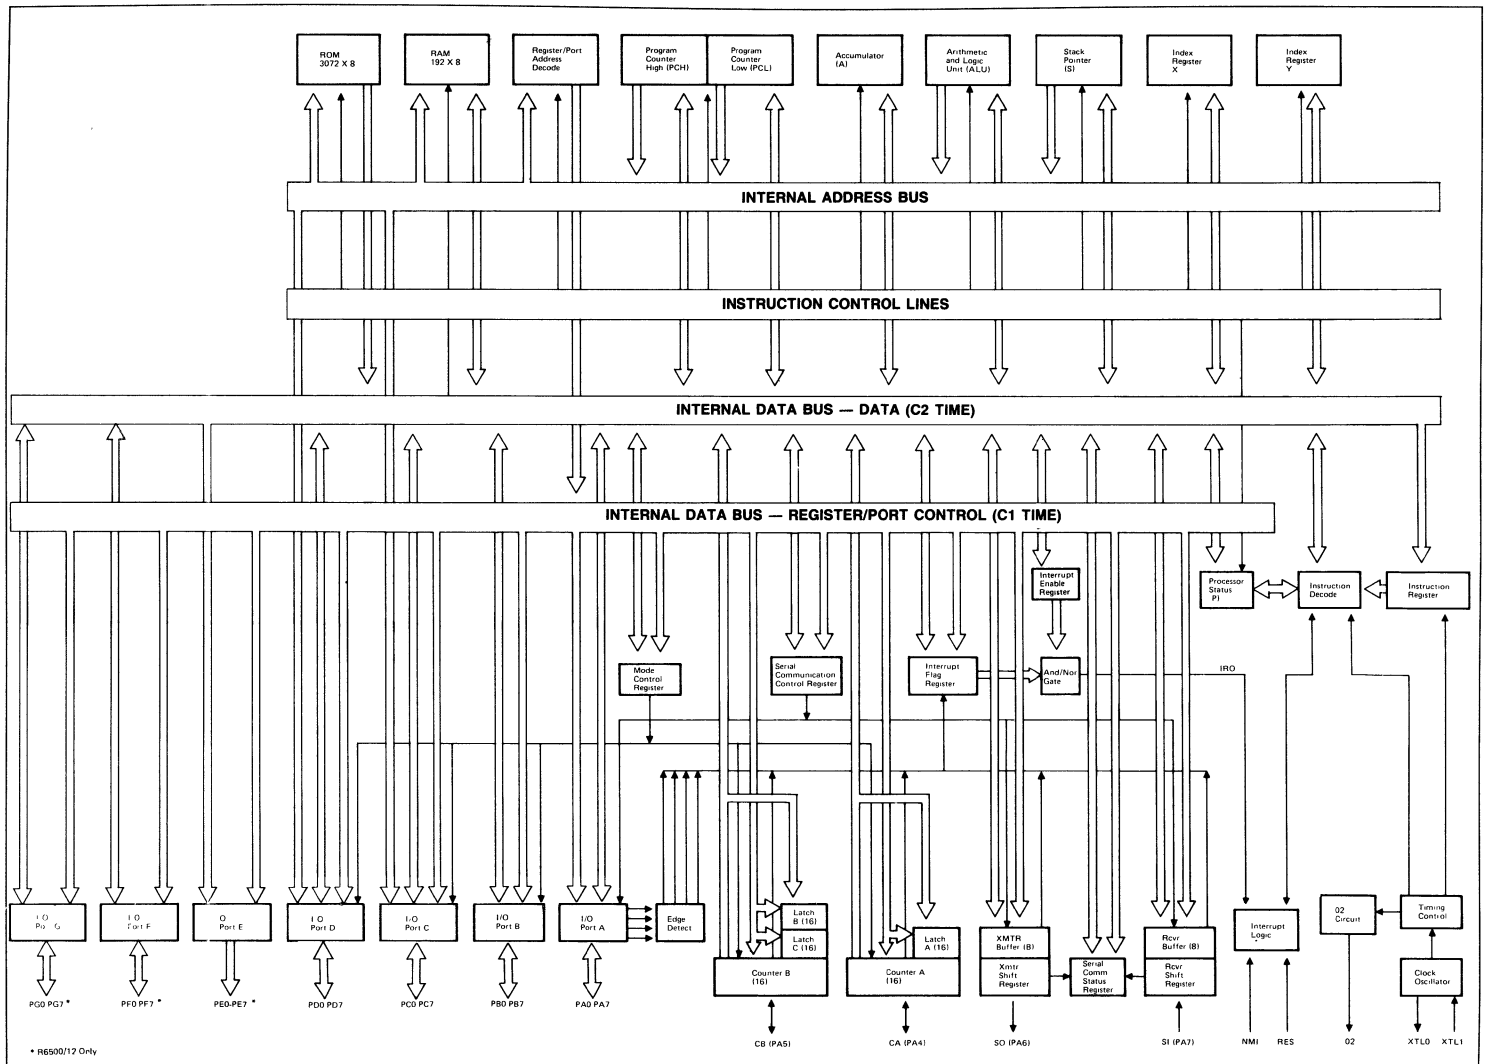 ROM
3072 X 8
RAM
192 X 8
Register/Port
Address
Decode
Program
Counter
High (PCH)
Program
Counter
Low (PCL)
Accumulator
(A)
Arithmetic
and Logic
Unit (ALU)
Stack
Pointer
(S)
Index
Register
X
Index
Register
Y
INTERNAL ADDRESS BUS
INSTRUCTION CONTROL LINES
INTERNAL DATA BUS — DATA (C2 TIME)
INTERNAL DATA BUS — REGISTER/PORT CONTROL (C1 TIME)
Interrupt
Enable
Register
Processor
Status
P)
Instruction
Decode
Instruction
Register
Mode
Control
Register
Serial
Communication
Control Register
Interrupt
Flag
Register
And/Nor
Gate
IRO
I O
Po G
I O
Port F
O
Port E
I O
Port D
I/O
Port C
I/O
Port B
I/O
Port A
Edge
Detect
Latch
B (16)
Latch
C (16)
Counter B
(16)
Latch
A (16)
Counter A
(16)
XMTR
Buffer (8)
Xmtr
Shift
Register
Serial
Comm
Status
Register
Rcvr
Buffer (8)
Rcvr
Shift
Register
Interrupt
Logic
02
Circuit
Timing
Control
Clock
Oscillator
PG0 PG7 *
PF0 PF7 *
PE0-PE7 *
PD0 PD7
PC0 PC7
PB0 PB7
PA0 PA7
CB (PA5)
CA (PA4)
SO (PA6)
SI (PA7)
NMI
RES
02
XTL0
XTL1
* R6500/12 Only